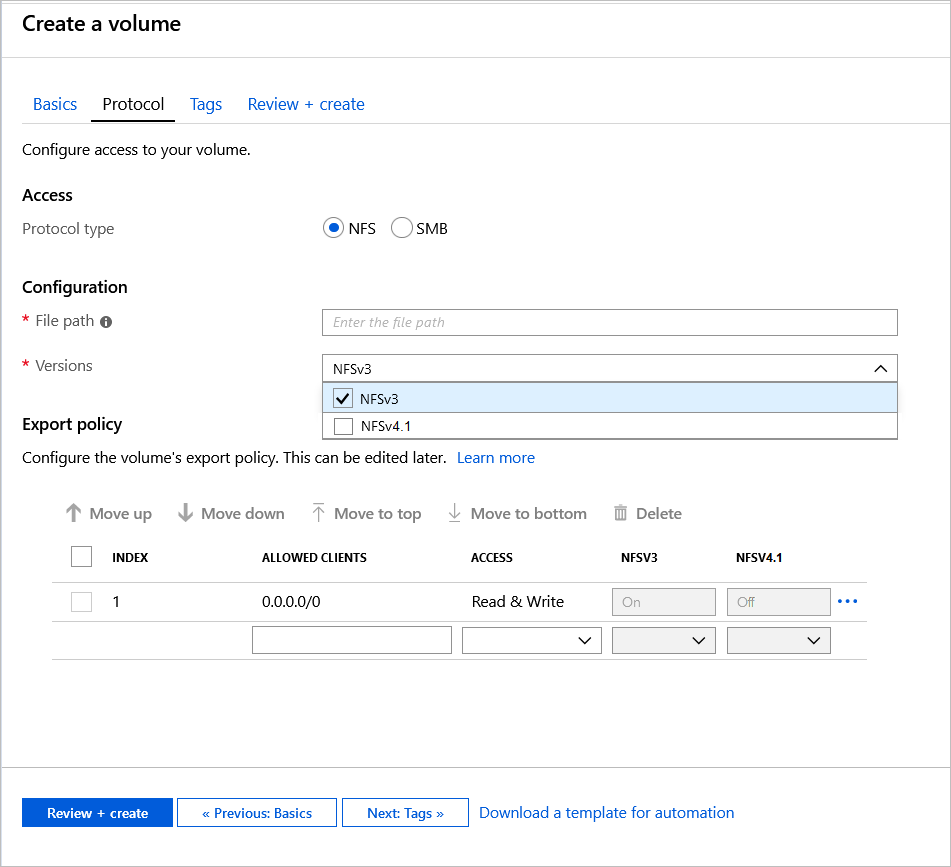 Create a volume
Basics Protocol Tags Review + create
Configure access to your volume.
Access
Protocol type NFS SMB
Configuration
* File path Enter the file path
* Versions NFSv3
NFSv3
NFSv4.1
Export policy
Configure the volume's export policy. This can be edited later. Learn more
Move up Move down Move to top Move to bottom Delete
INDEX ALLOWED CLIENTS ACCESS NFSV3 NFSV4.1
1 0.0.0.0/0 Read & Write On Off •••
Review + create « Previous: Basics Next: Tags » Download a template for automation